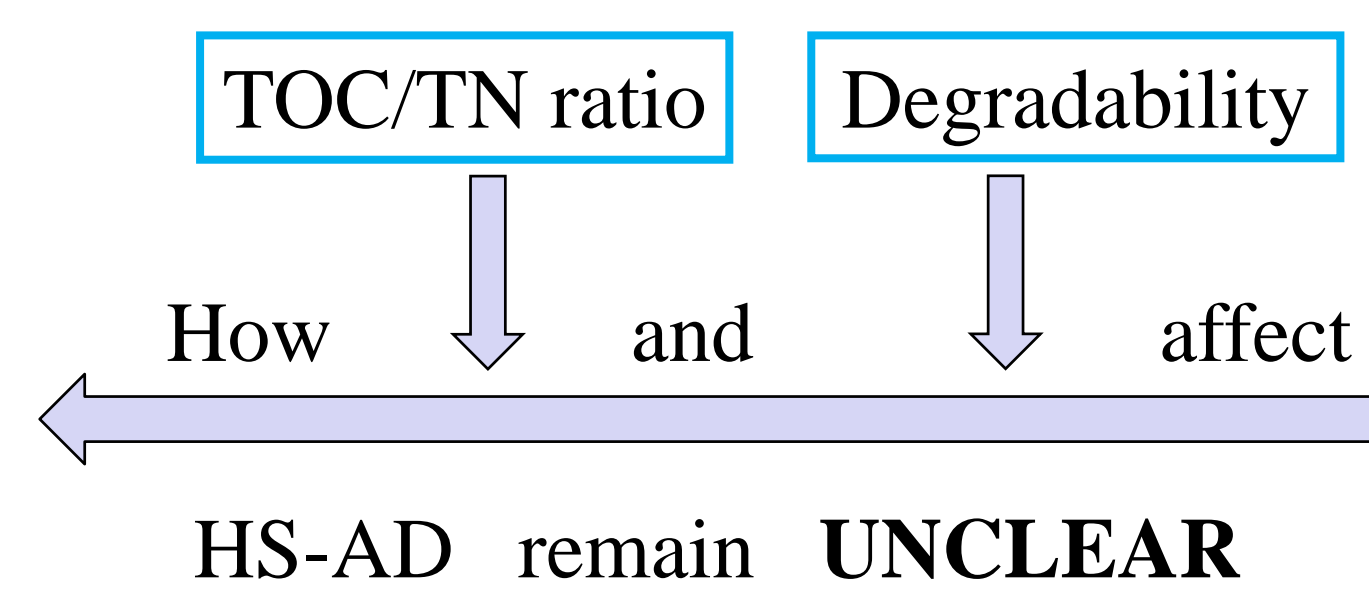 TOC/TN ratio Degradability
How and affect
HS-AD remain UNCLEAR